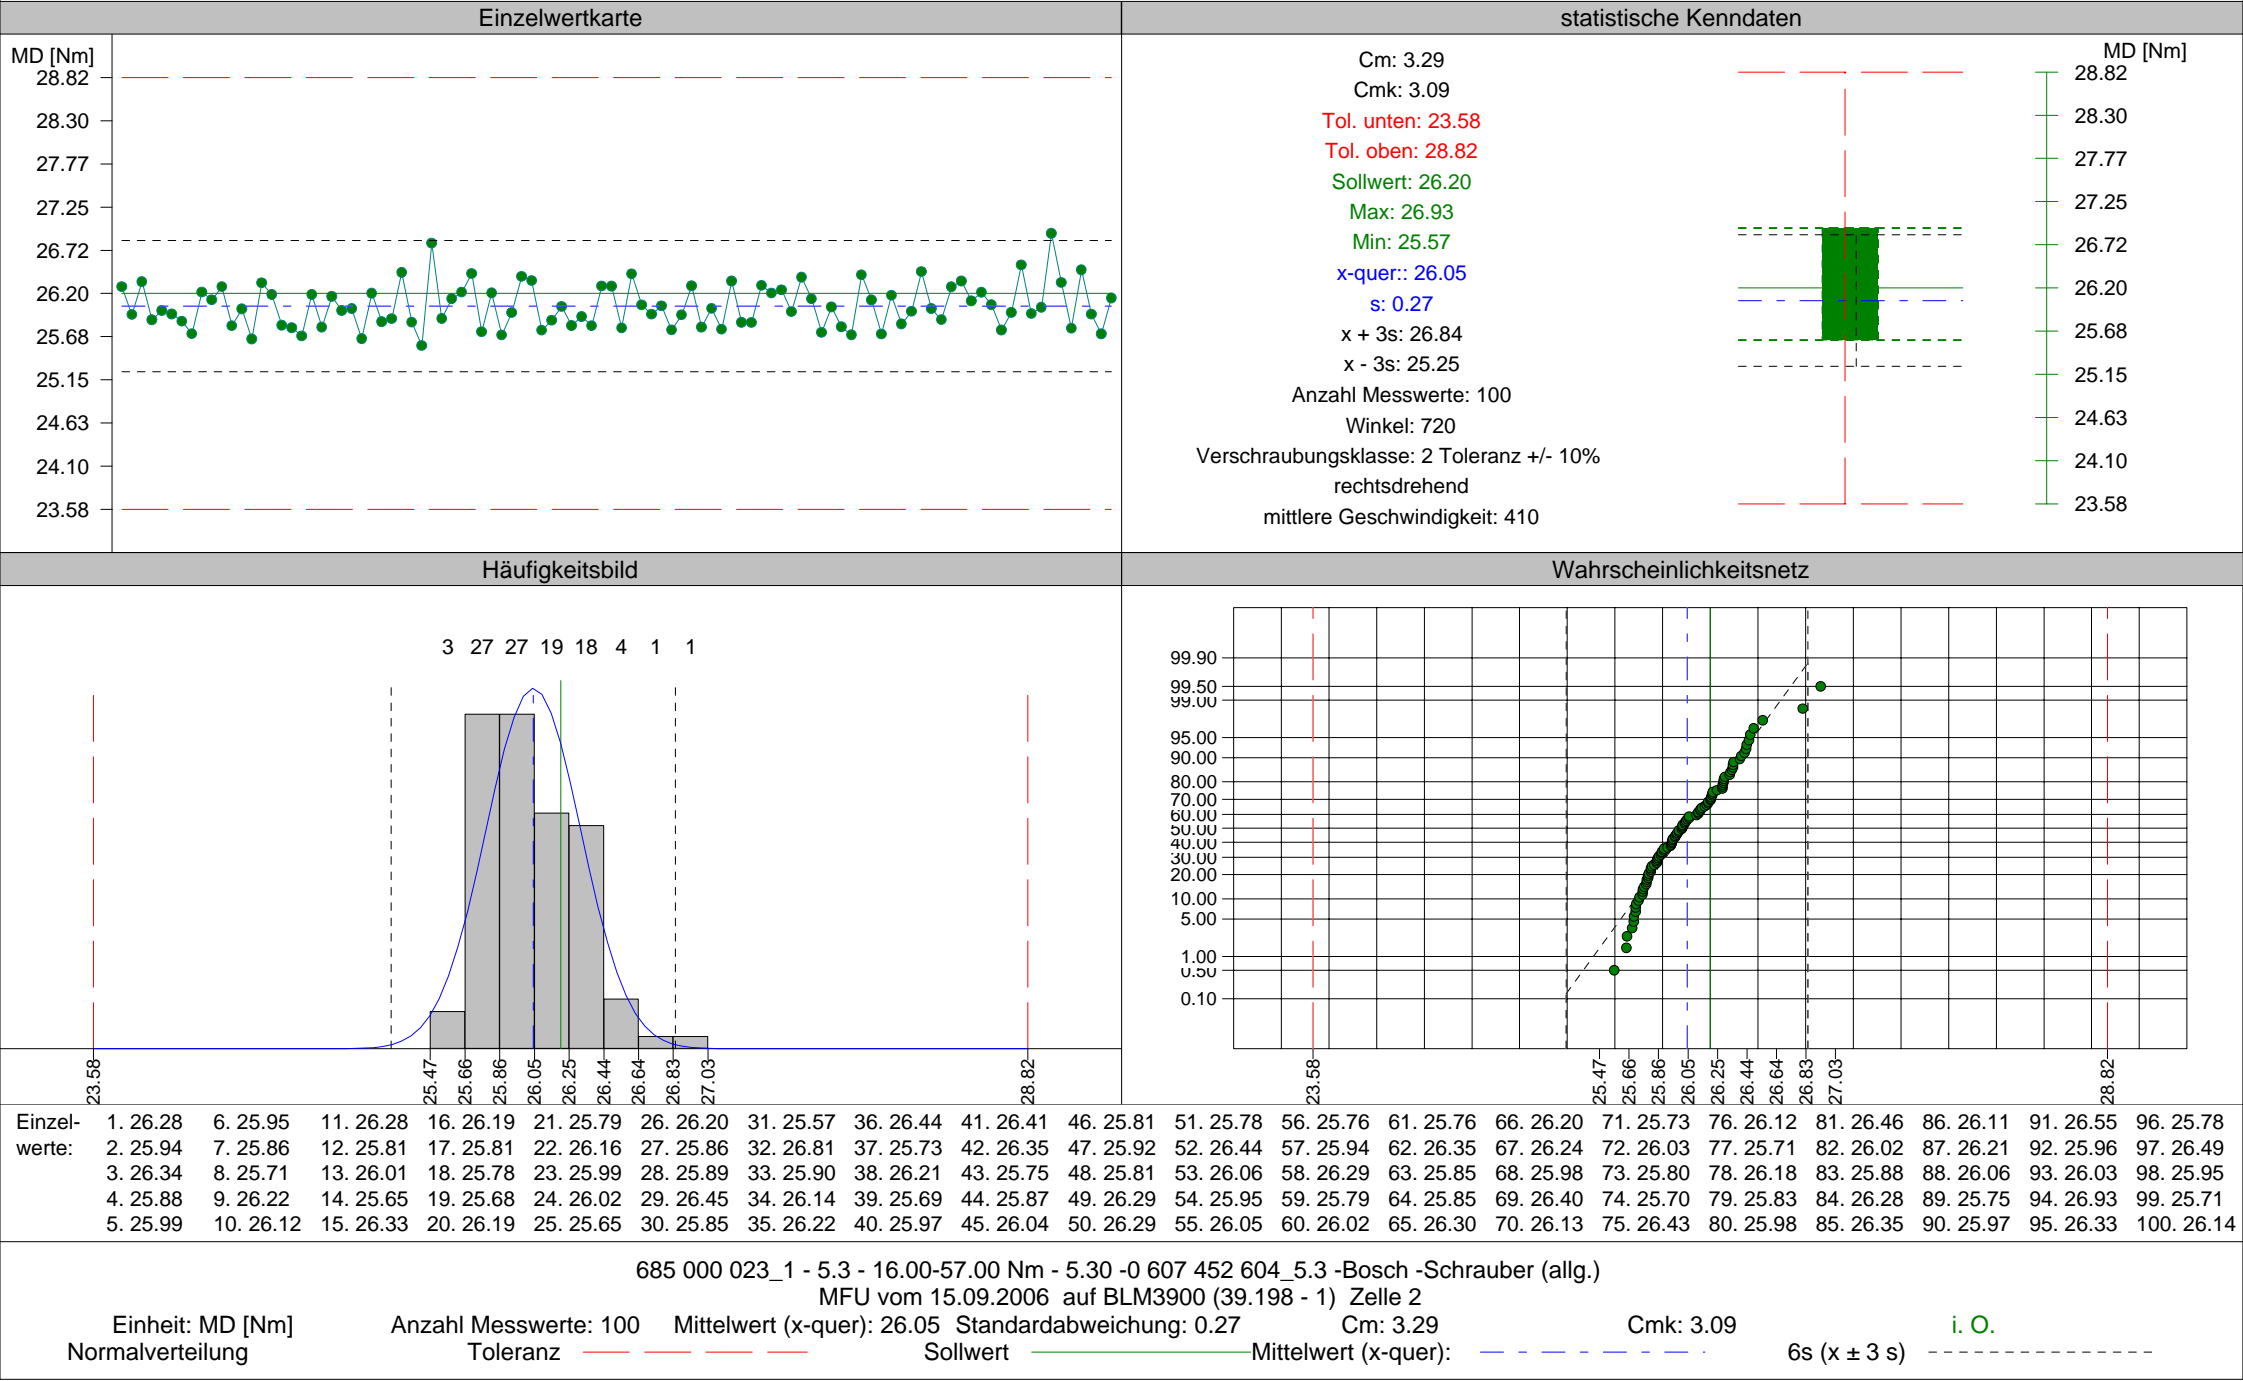 Einzelwertkarte
MD [Nm]
28.82
28.30
27.77
27.25
26.72
26.20
25.68
25.15
24.63
24.10
23.58
statistische Kenndaten
Cm: 3.29
Cmk: 3.09
Tol. unten: 23.58
Tol. oben: 28.82
Sollwert: 26.20
Max: 26.93
Min: 25.57
x-quer:: 26.05
s: 0.27
x + 3s: 26.84
x - 3s: 25.25
Anzahl Messwerte: 100
Winkel: 720
Verschraubungsklasse: 2 Toleranz +/- 10%
rechtsdrehend
mittlere Geschwindigkeit: 410
MD [Nm]
28.82
28.30
27.77
27.25
26.72
26.20
25.68
25.15
24.63
24.10
23.58
Häufigkeitsbild
3 27 27 19 18 4 1 1
23.58 25.47 25.66 25.86 26.05 26.25 26.44 26.64 26.83 27.03 28.82
Wahrscheinlichkeitsnetz
99.90
99.50
99.00
95.00
90.00
80.00
70.00
60.00
50.00
40.00
30.00
20.00
10.00
5.00
1.00
0.50
0.10
23.58 25.47 25.66 25.86 26.05 26.25 26.44 26.64 26.83 27.03 28.82
Einzel- 1. 26.28 6. 25.95 11. 26.28 16. 26.19 21. 25.79 26. 26.20 31. 25.57 36. 26.44 41. 26.41 46. 25.81 51. 25.78 56. 25.76 61. 25.76 66. 26.20 71. 25.73 76. 26.12 81. 26.46 86. 26.11 91. 26.55 96. 25.78
werte: 2. 25.94 7. 25.86 12. 25.81 17. 25.81 22. 26.16 27. 25.86 32. 26.81 37. 25.73 42. 26.35 47. 25.92 52. 26.44 57. 25.94 62. 26.35 67. 26.24 72. 26.03 77. 25.71 82. 26.02 87. 26.21 92. 25.96 97. 26.49
3. 26.34 8. 25.71 13. 26.01 18. 25.78 23. 25.99 28. 25.89 33. 25.90 38. 26.21 43. 25.75 48. 25.81 53. 26.06 58. 26.29 63. 25.85 68. 25.98 73. 25.80 78. 26.18 83. 25.88 88. 26.06 93. 26.03 98. 25.95
4. 25.88 9. 26.22 14. 25.65 19. 25.68 24. 26.02 29. 26.45 34. 26.14 39. 25.69 44. 25.87 49. 26.29 54. 25.95 59. 25.79 64. 25.85 69. 26.40 74. 25.70 79. 25.83 84. 26.28 89. 25.75 94. 26.93 99. 25.71
5. 25.99 10. 26.12 15. 26.33 20. 26.19 25. 25.65 30. 25.85 35. 26.22 40. 25.97 45. 26.04 50. 26.29 55. 26.05 60. 26.02 65. 26.30 70. 26.13 75. 26.43 80. 25.98 85. 26.35 90. 25.97 95. 26.33 100. 26.14
685 000 023_1 - 5.3 - 16.00-57.00 Nm - 5.30 -0 607 452 604_5.3 -Bosch -Schrauber (allg.)
MFU vom 15.09.2006 auf BLM3900 (39.198 - 1) Zelle 2
Einheit: MD [Nm] Anzahl Messwerte: 100 Mittelwert (x-quer): 26.05 Standardabweichung: 0.27 Cm: 3.29 Cmk: 3.09 i. O.
Normalverteilung Toleranz Sollwert Mittelwert (x-quer): 6s (x ± 3 s)